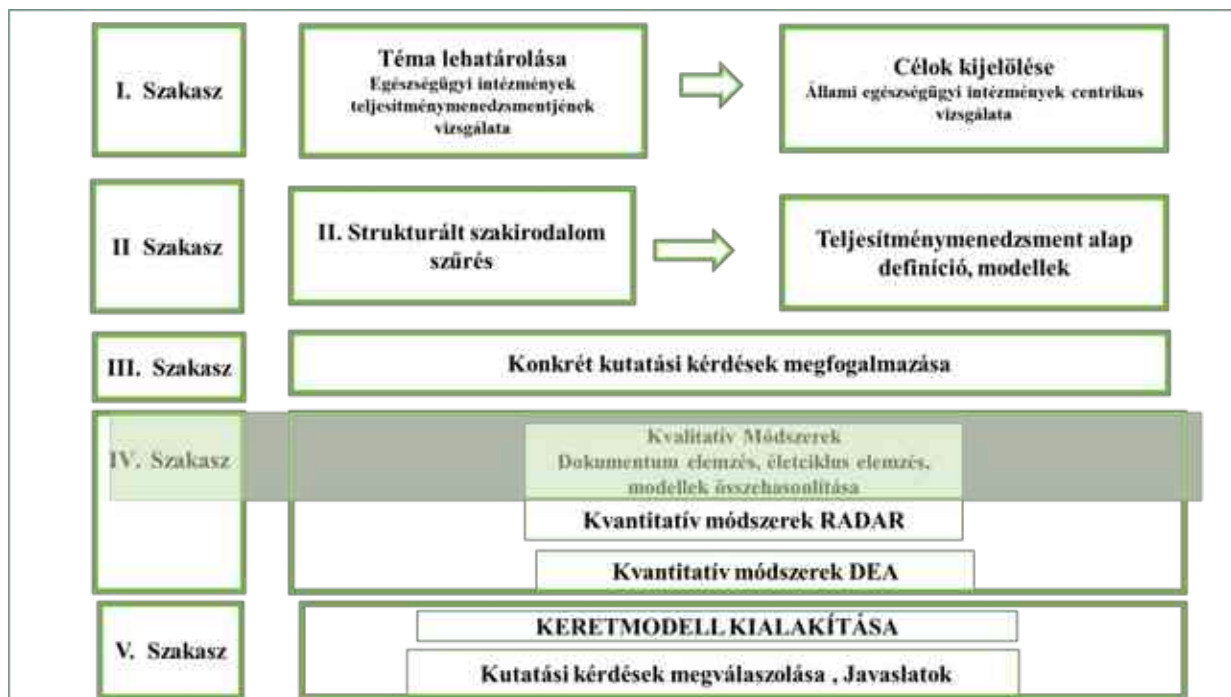 I. Szakasz
Téma lehatárolása
Egészségügyi intézmények
teljesítménymenedzsmentjének
vizsgálata
Célok kijelölése
Állami egészségügyi intézmények centrikus
vizsgálata
II Szakasz
II. Strukturált szakirodalom
szűrés
Teljesítménymenedzsment alap
definíció, modellek
III. Szakasz
Konkrét kutatási kérdések megfogalmazása
IV. Szakasz
Kvalitatív Módszerek
Dokumentum elemzés, életciklus elemzés,
modellek összehasonlítása
Kvantitatív módszerek RADAR
Kvantitatív módszerek DEA
V. Szakasz
KERETMODELL KIALAKÍTÁSA
Kutatási kérdések megválaszolása , Javaslatok